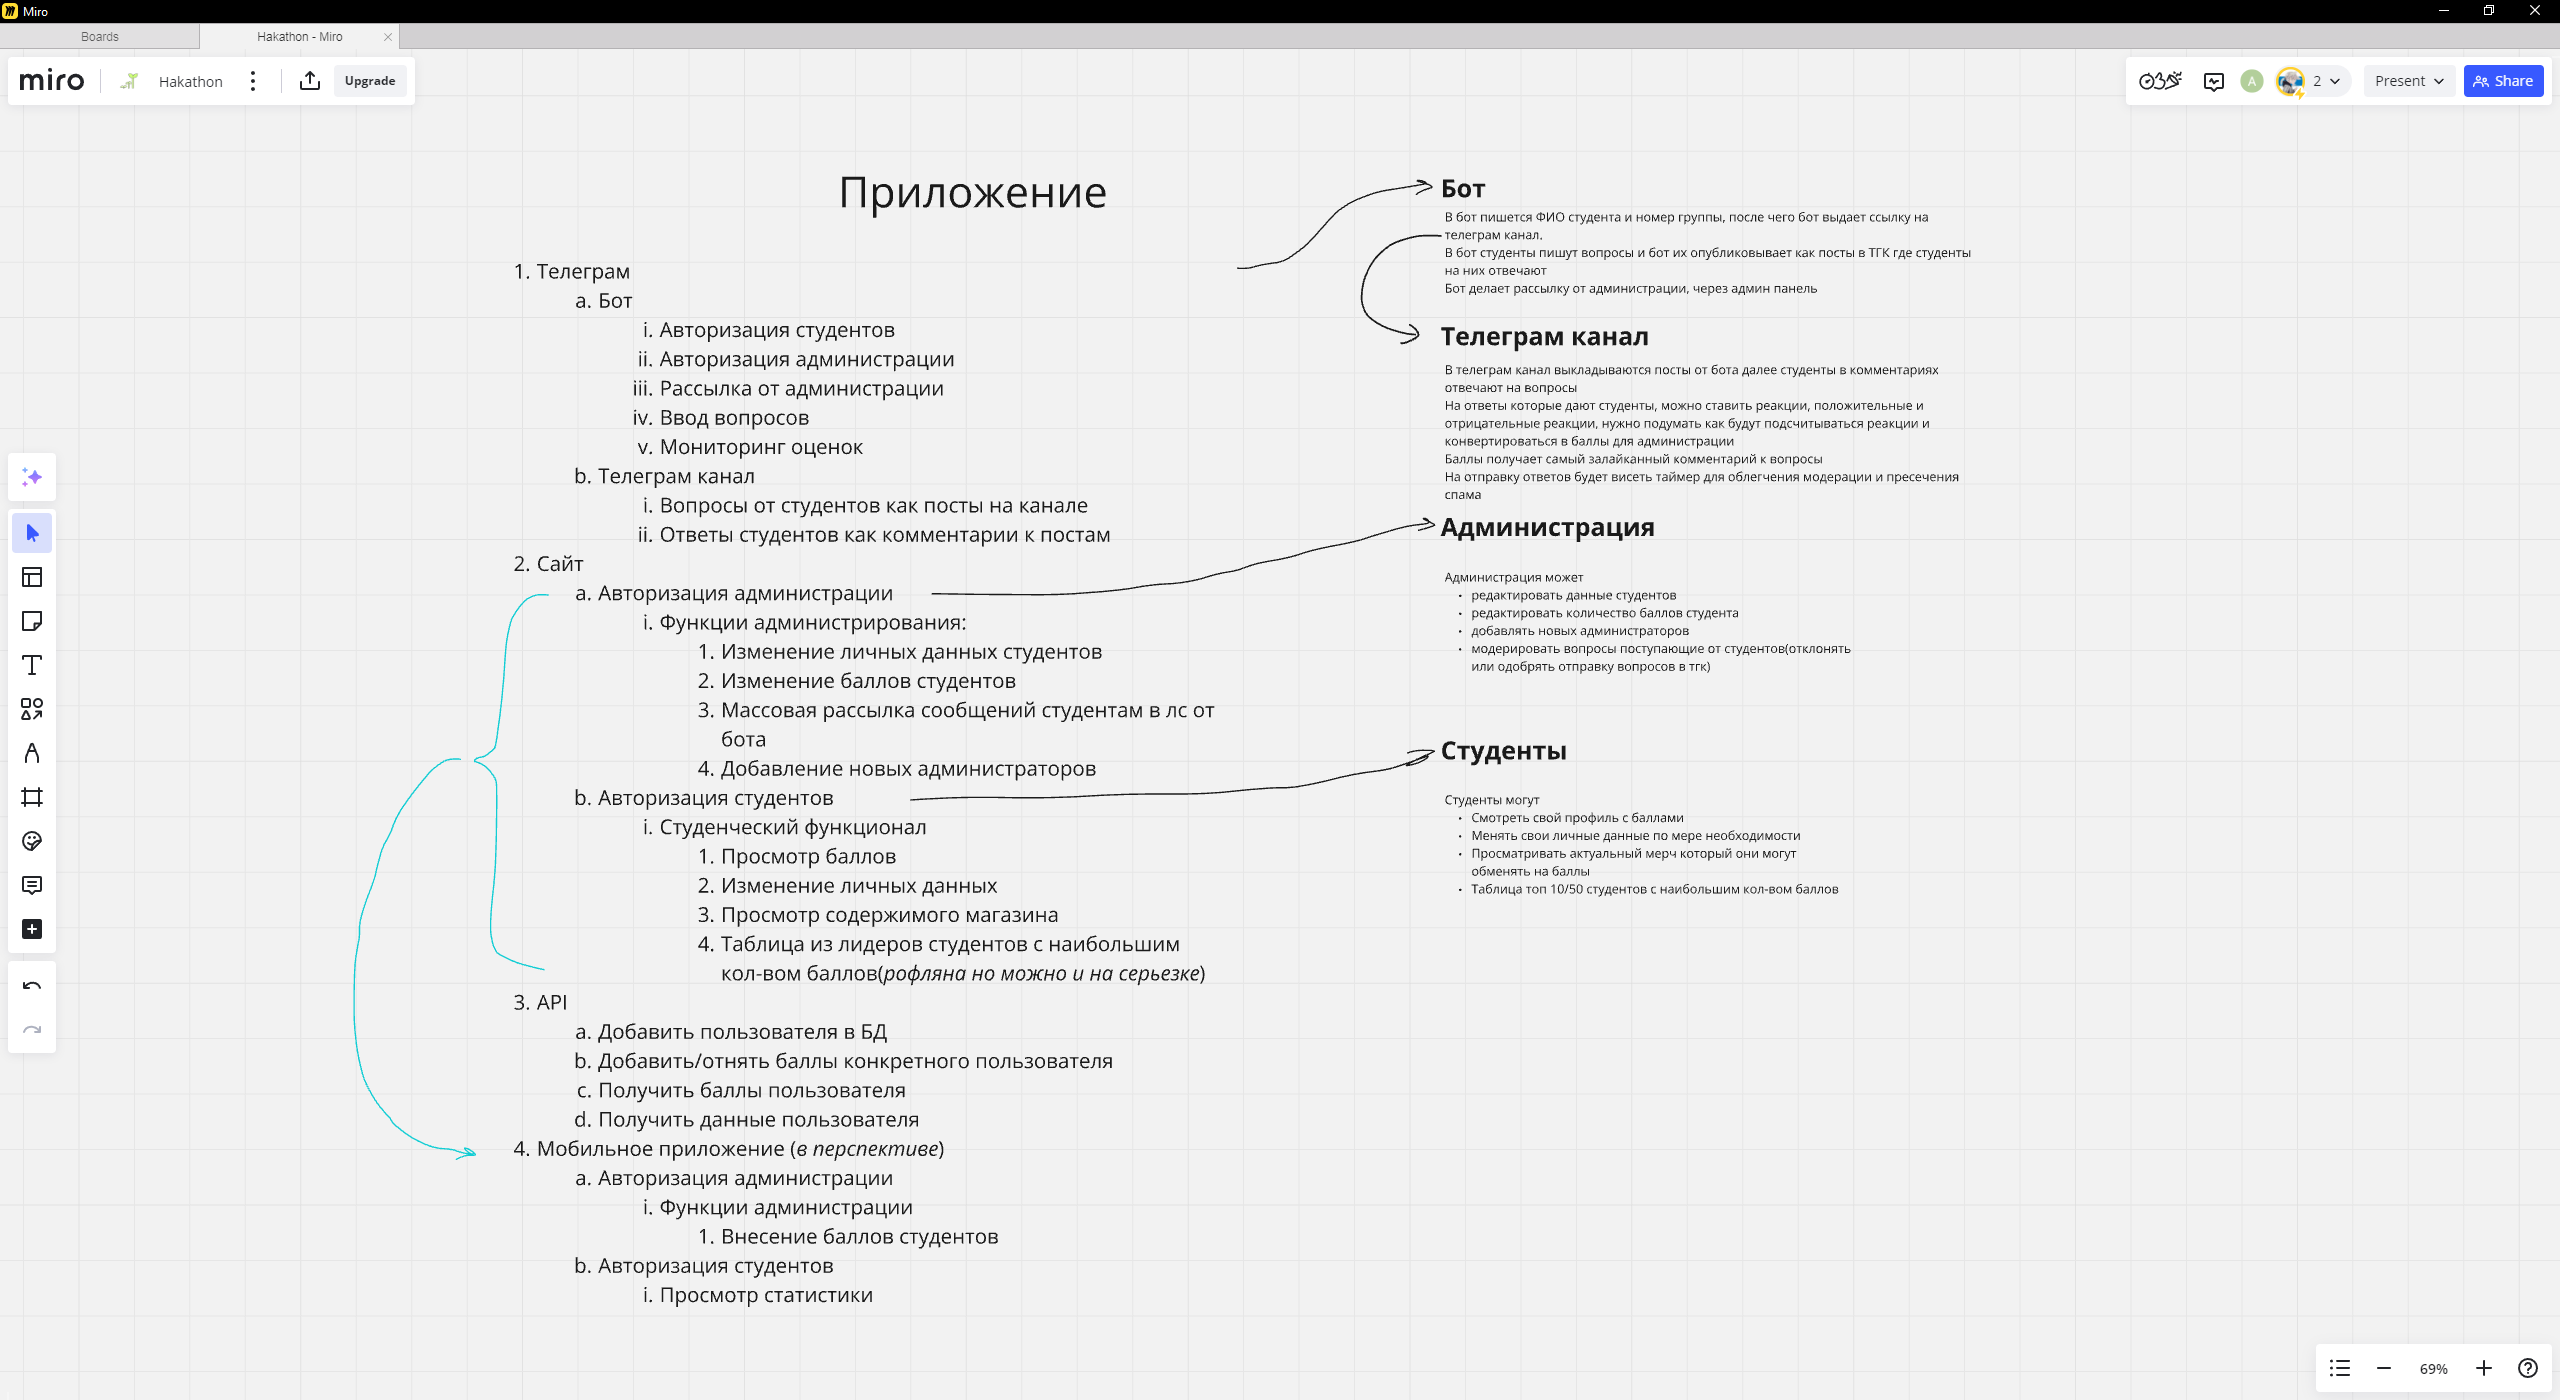 Miro
Boards
Hakathon - Miro
miro
Hakathon
Upgrade
A
2
Present
Share
Приложение
1. Телеграм
a. Бот
i. Авторизация студентов
ii. Авторизация администрации
iii. Рассылка от администрации
iv. Ввод вопросов
v. Мониторинг оценок
b. Телеграм канал
i. Вопросы от студентов как посты на канале
ii. Ответы студентов как комментарии к постам
2. Сайт
a. Авторизация администрации
i. Функции администрирования:
1. Изменение личных данных студентов
2. Изменение баллов студентов
3. Массовая рассылка сообщений студентам в лс от
бота
4. Добавление новых администраторов
b. Авторизация студентов
i. Студенческий функционал
1. Просмотр баллов
2. Изменение личных данных
3. Просмотр содержимого магазина
4. Таблица из лидеров студентов с наибольшим
кол-вом баллов(рофляна но можно и на серьезке)
3. API
a. Добавить пользователя в БД
b. Добавить/отнять баллы конкретного пользователя
c. Получить баллы пользователя
d. Получить данные пользователя
4. Мобильное приложение (в перспективе)
a. Авторизация администрации
i. Функции администрации
1. Внесение баллов студентов
b. Авторизация студентов
i. Просмотр статистики
Бот
В бот пишется ФИО студента и номер группы, после чего бот выдает ссылку на
телеграм канал.
В бот студенты пишут вопросы и бот их опубликовывает как посты в ТГК где студенты
на них отвечают
Бот делает рассылку от администрации, через админ панель
Телеграм канал
В телеграм канал выкладываются посты от бота далее студенты в комментариях
отвечают на вопросы
На ответы которые дают студенты, можно ставить реакции, положительные и
отрицательные реакции, нужно подумать как будут подсчитываться реакции и
конвертироваться в баллы для администрации
Баллы получает самый залайканный комментарий к вопросы
На отправку ответов будет висеть таймер для облегчения модерации и пресечения
спама
Администрация
Администрация может
• редактировать данные студентов
• редактировать количество баллов студента
• добавлять новых администраторов
• модерировать вопросы поступающие от студентов(отклонять
или одобрять отправку вопросов в тгк)
Студенты
Студенты могут
• Смотреть свой профиль с баллами
• Менять свои личные данные по мере необходимости
• Просматривать актуальный мерч который они могут
обменять на баллы
• Таблица топ 10/50 студентов с наибольшим кол-вом баллов
69%